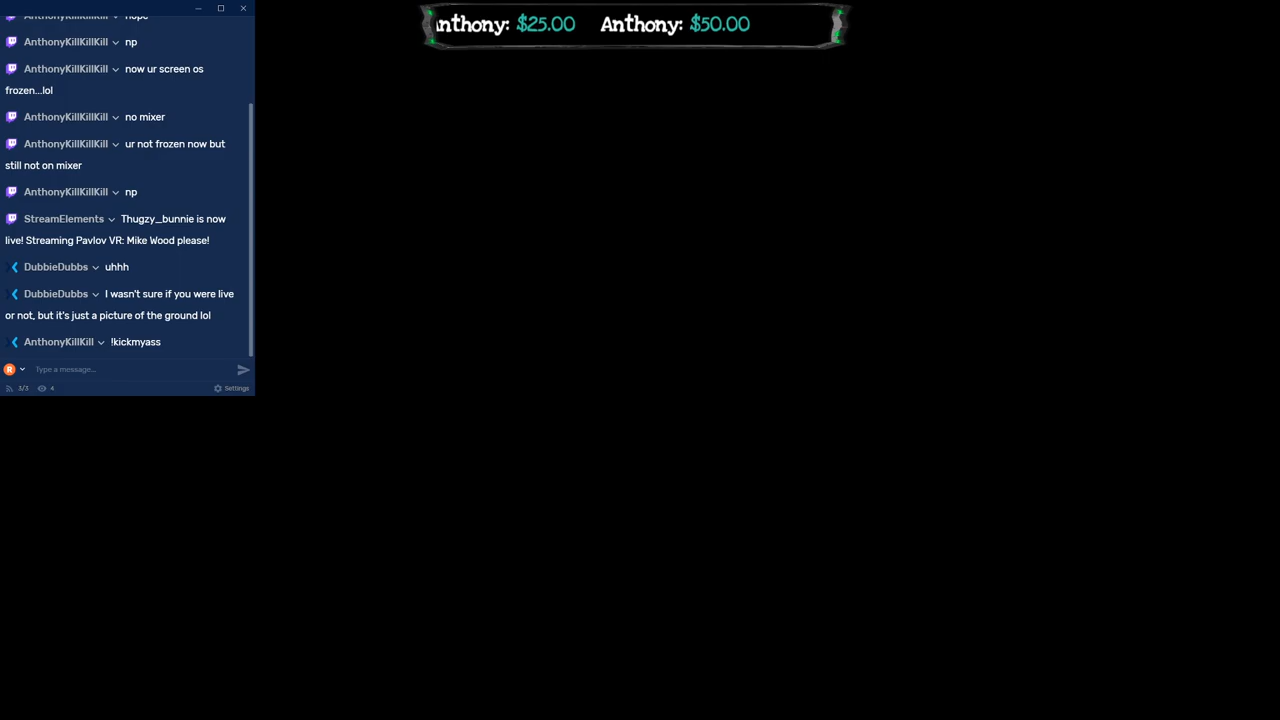 nope
nthony: $25.00 Anthony: $50.00
AnthonyKillKillKill np
AnthonyKillKillKill now ur screen os
frozen...lol
AnthonyKillKillKill no mixer
AnthonyKillKillKill ur not frozen now but
still not on mixer
AnthonyKillKillKill np
StreamElements Thugzy_bunnie is now
live! Streaming Pavlov VR: Mike Wood please!
DubbieDubbs uhhh
DubbieDubbs I wasn't sure if you were live
or not, but it's just a picture of the ground lol
AnthonyKillKill !kickmyass
R Type a message...
3/3 4 Settings